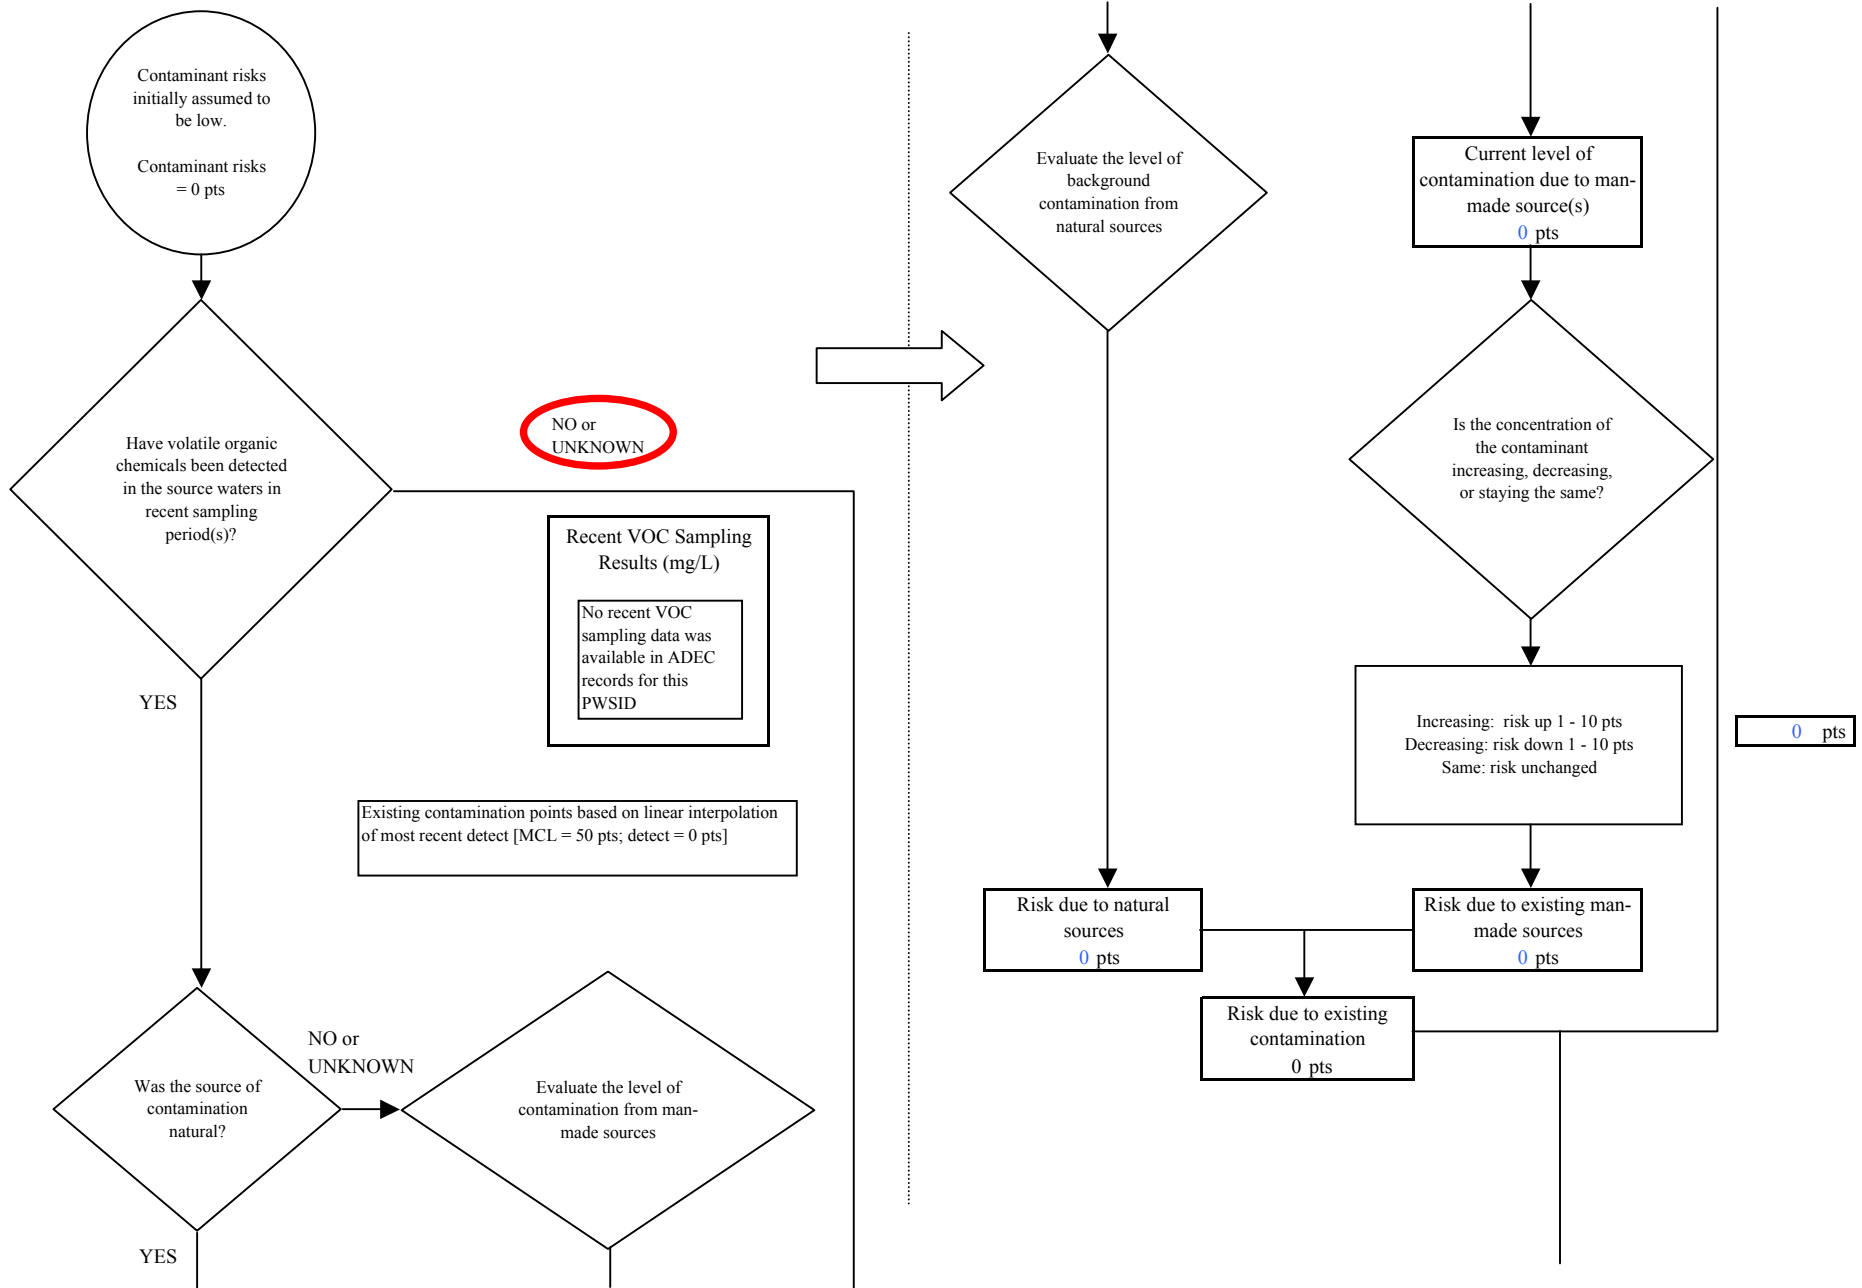 Contaminant risks
initially assumed to
be low.
Contaminant risks
= 0 pts
Have volatile organic
chemicals been detected
in the source waters in
recent sampling
period(s)?
NO or
UNKNOWN
Recent VOC Sampling
Results (mg/L)
No recent VOC
sampling data was
available in ADEC
records for this
PWSID
YES
Existing contamination points based on linear interpolation
of most recent detect [MCL = 50 pts; detect = 0 pts]
Was the source of
contamination
natural?
NO or
UNKNOWN
Evaluate the level of
contamination from man-
made sources
YES
Evaluate the level of
background
contamination from
natural sources
Current level of
contamination due to man-
made source(s)
0 pts
Is the concentration of
the contaminant
increasing, decreasing,
or staying the same?
Increasing: risk up 1 - 10 pts
Decreasing: risk down 1 - 10 pts
Same: risk unchanged
0 pts
Risk due to natural
sources
0 pts
Risk due to existing man-
made sources
0 pts
Risk due to existing
contamination
0 pts